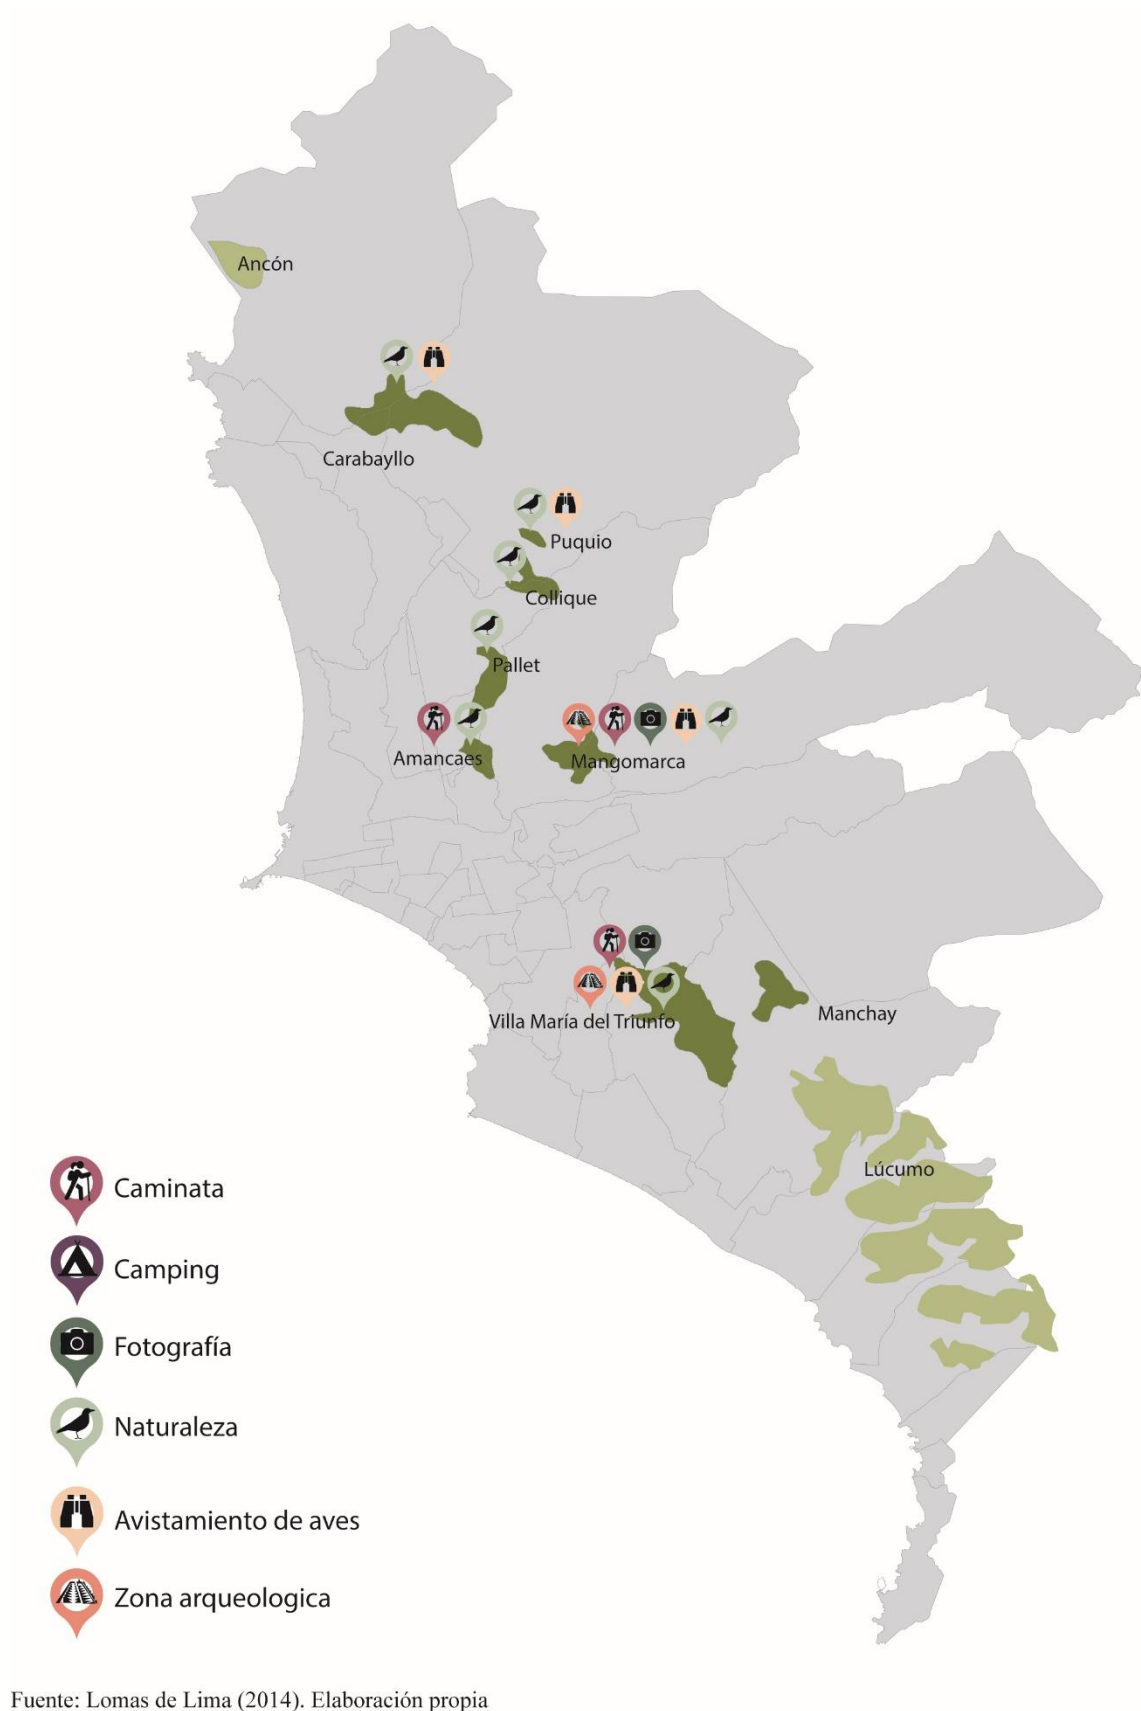 Ancón
Carabayllo
Puquio
Collique
Pallet
Amancaes
Mangomarca
Villa María del Triunfo
Manchay
Lúcumo
Caminata
Camping
Fotografía
Naturaleza
Avistamiento de aves
Zona arqueologica
Fuente: Lomas de Lima (2014). Elaboración propia